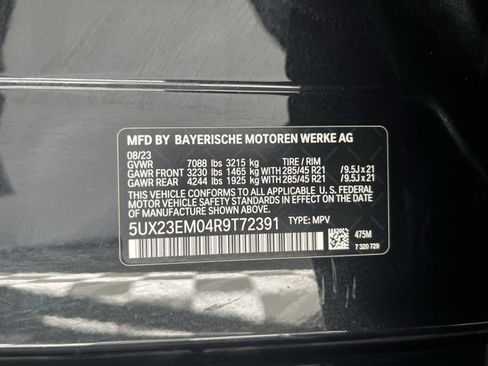 MFD BY BAYERISCHE MOTOREN WERKE AG
08/23
GVWR 7088 lbs 3215 kg TIRE / RIM
GAWR FRONT 3230 lbs 1465 kg WITH 285/45 R21 / 9.5J x 21
GAWR REAR 4244 lbs 1925 kg WITH 285/45 R21 / 9.5J x 21
THIS VEHICLE CONFORMS TO ALL APPLICABLE U.S. FEDERAL MOTOR
VEHICLE SAFETY STANDARDS IN EFFECT ON THE DATE OF
MANUFACTURE SHOWN ABOVE.
5UX23EM04R9T72391 TYPE: MPV
475M
7 320 729